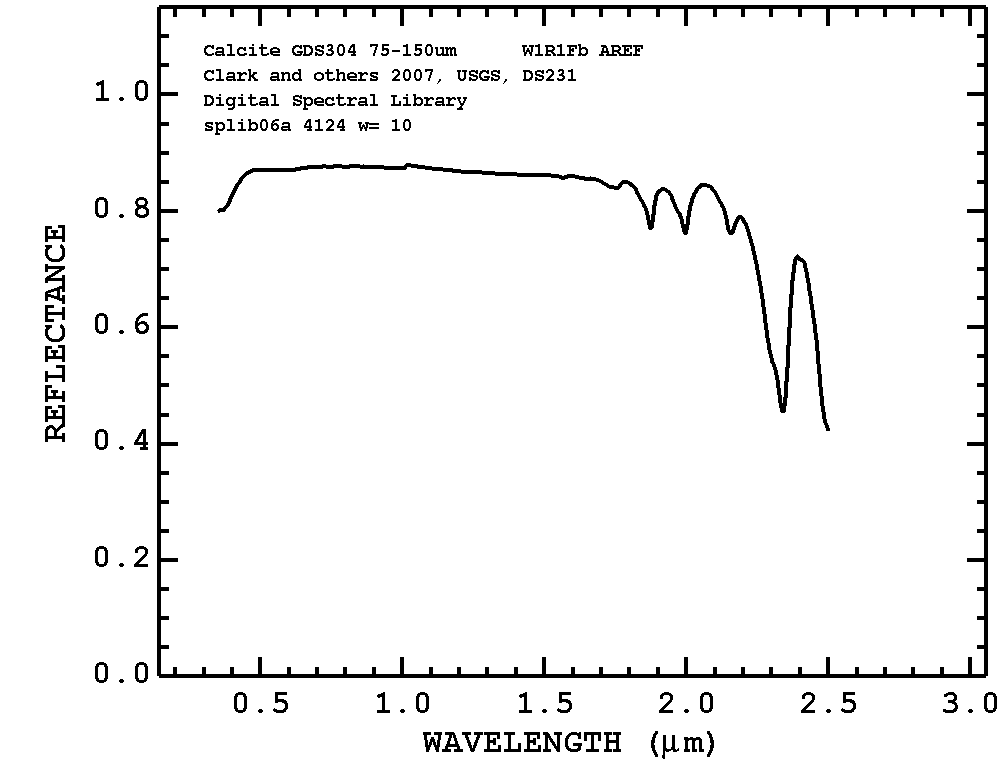 Calcite GDS304 75-150um W1R1Fb AREF
Clark and others 2007, USGS, DS231
Digital Spectral Library
splib06a 4124 w= 10
REFLECTANCE
1.0
0.8
0.6
0.4
0.2
0.0
0.5 1.0 1.5 2.0 2.5 3.0
WAVELENGTH (μm)